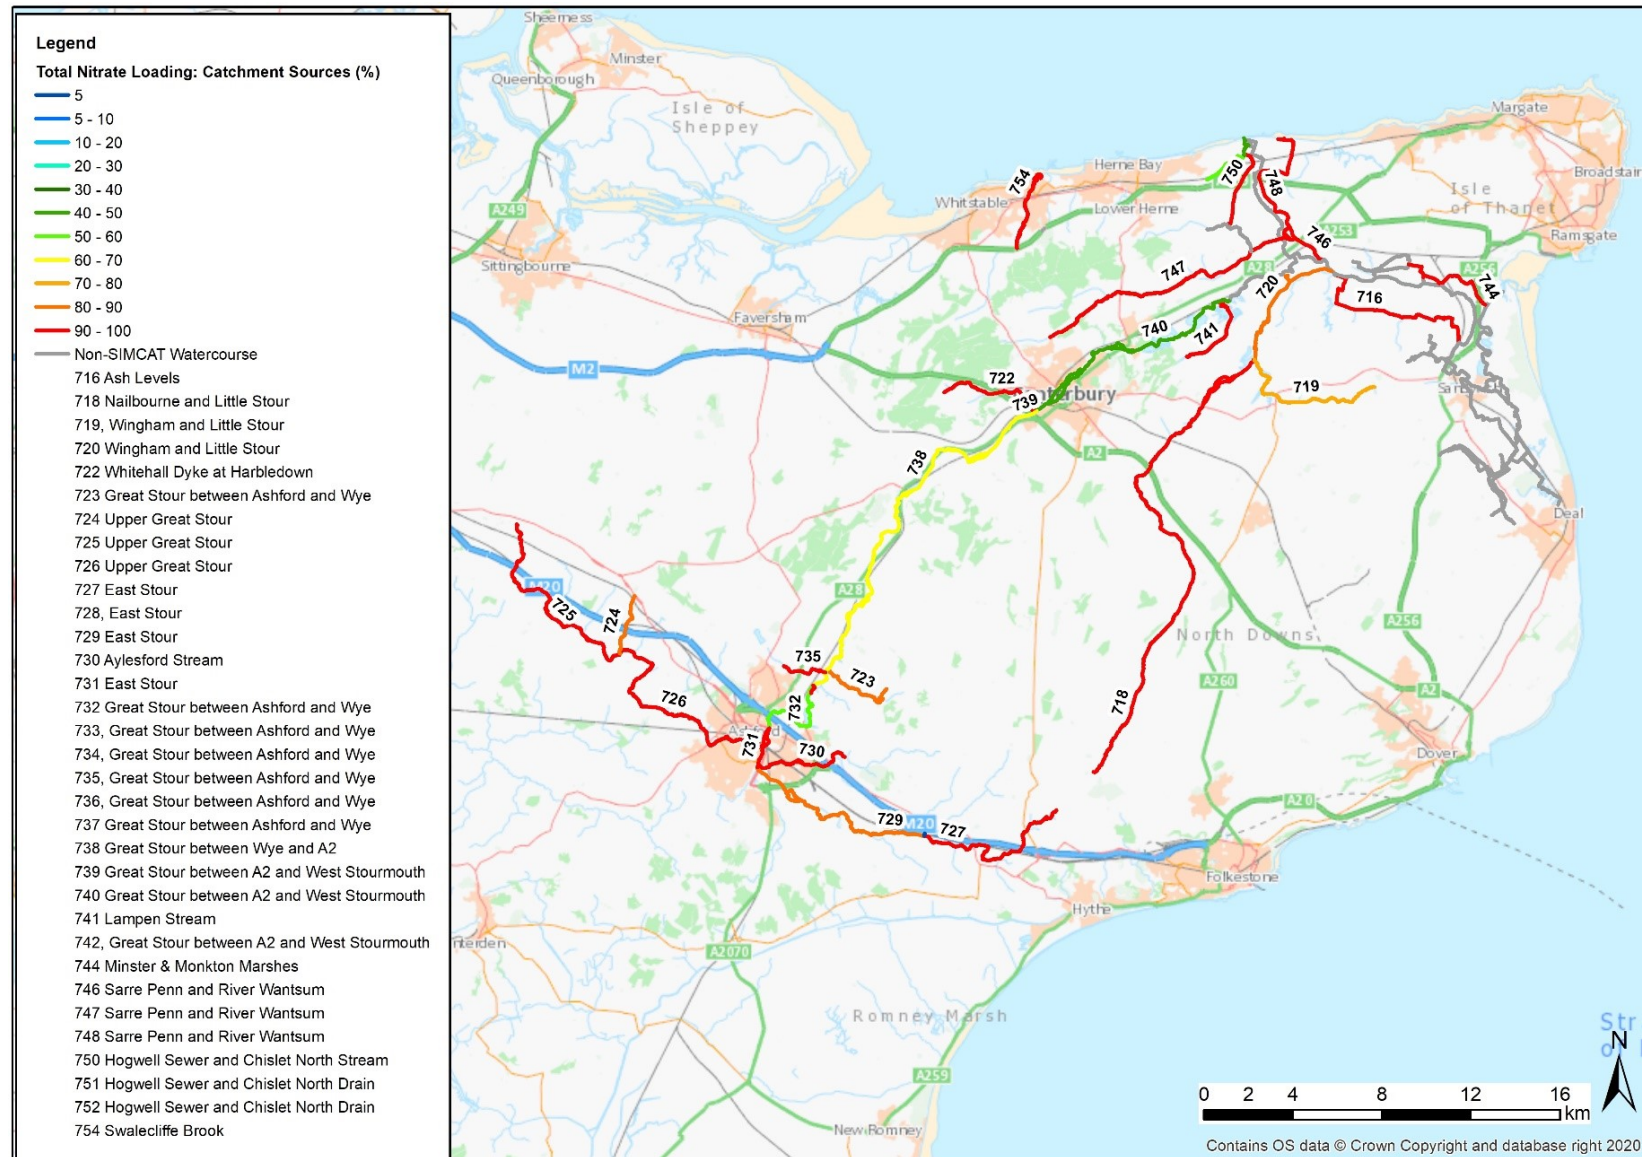 Legend
Total Nitrate Loading: Catchment Sources (%)
5
5 - 10
10 - 20
20 - 30
30 - 40
40 - 50
50 - 60
60 - 70
70 - 80
80 - 90
90 - 100
Non-SIMCAT Watercourse
716 Ash Levels
718 Nailbourne and Little Stour
719, Wingham and Little Stour
720 Wingham and Little Stour
722 Whitehall Dyke at Harbledown
723 Great Stour between Ashford and Wye
724 Upper Great Stour
725 Upper Great Stour
726 Upper Great Stour
727 East Stour
728, East Stour
729 East Stour
730 Aylesford Stream
731 East Stour
732 Great Stour between Ashford and Wye
733, Great Stour between Ashford and Wye
734, Great Stour between Ashford and Wye
735, Great Stour between Ashford and Wye
736, Great Stour between Ashford and Wye
737 Great Stour between Ashford and Wye
738 Great Stour between Wye and A2
739 Great Stour between A2 and West Stourmouth
740 Great Stour between A2 and West Stourmouth
741 Lampen Stream
742, Great Stour between A2 and West Stourmouth
744 Minster & Monkton Marshes
746 Sarre Penn and River Wantsum
747 Sarre Penn and River Wantsum
748 Sarre Penn and River Wantsum
750 Hogwell Sewer and Chislet North Stream
751 Hogwell Sewer and Chislet North Drain
752 Hogwell Sewer and Chislet North Drain
754 Swalecliffe Brook
Sheerness
Minster
Queenborough
Isle of
Sheppey
A249
Sittingbourne
Faversham
M2
Whitstable
754
Herne Bay
Lower Herne
750
748
Margate
Broadstair
Isle
of Thanet
Ramsgate
A253
746
A28
747
720
716
A256
744
740
741
722
739
nterbury
719
Sand
A2
738
Deal
M20
725
724
A28
735
723
732
726
Ashford
731
730
718
North Downs
A260
A256
A2
Dover
A20
729
M20
727
Folkestone
Hythe
nterden
A2070
Romney Marsh
A259
New Romney
Str
of
N
0 2 4 8 12 16
km
Contains OS data © Crown Copyright and database right 2020